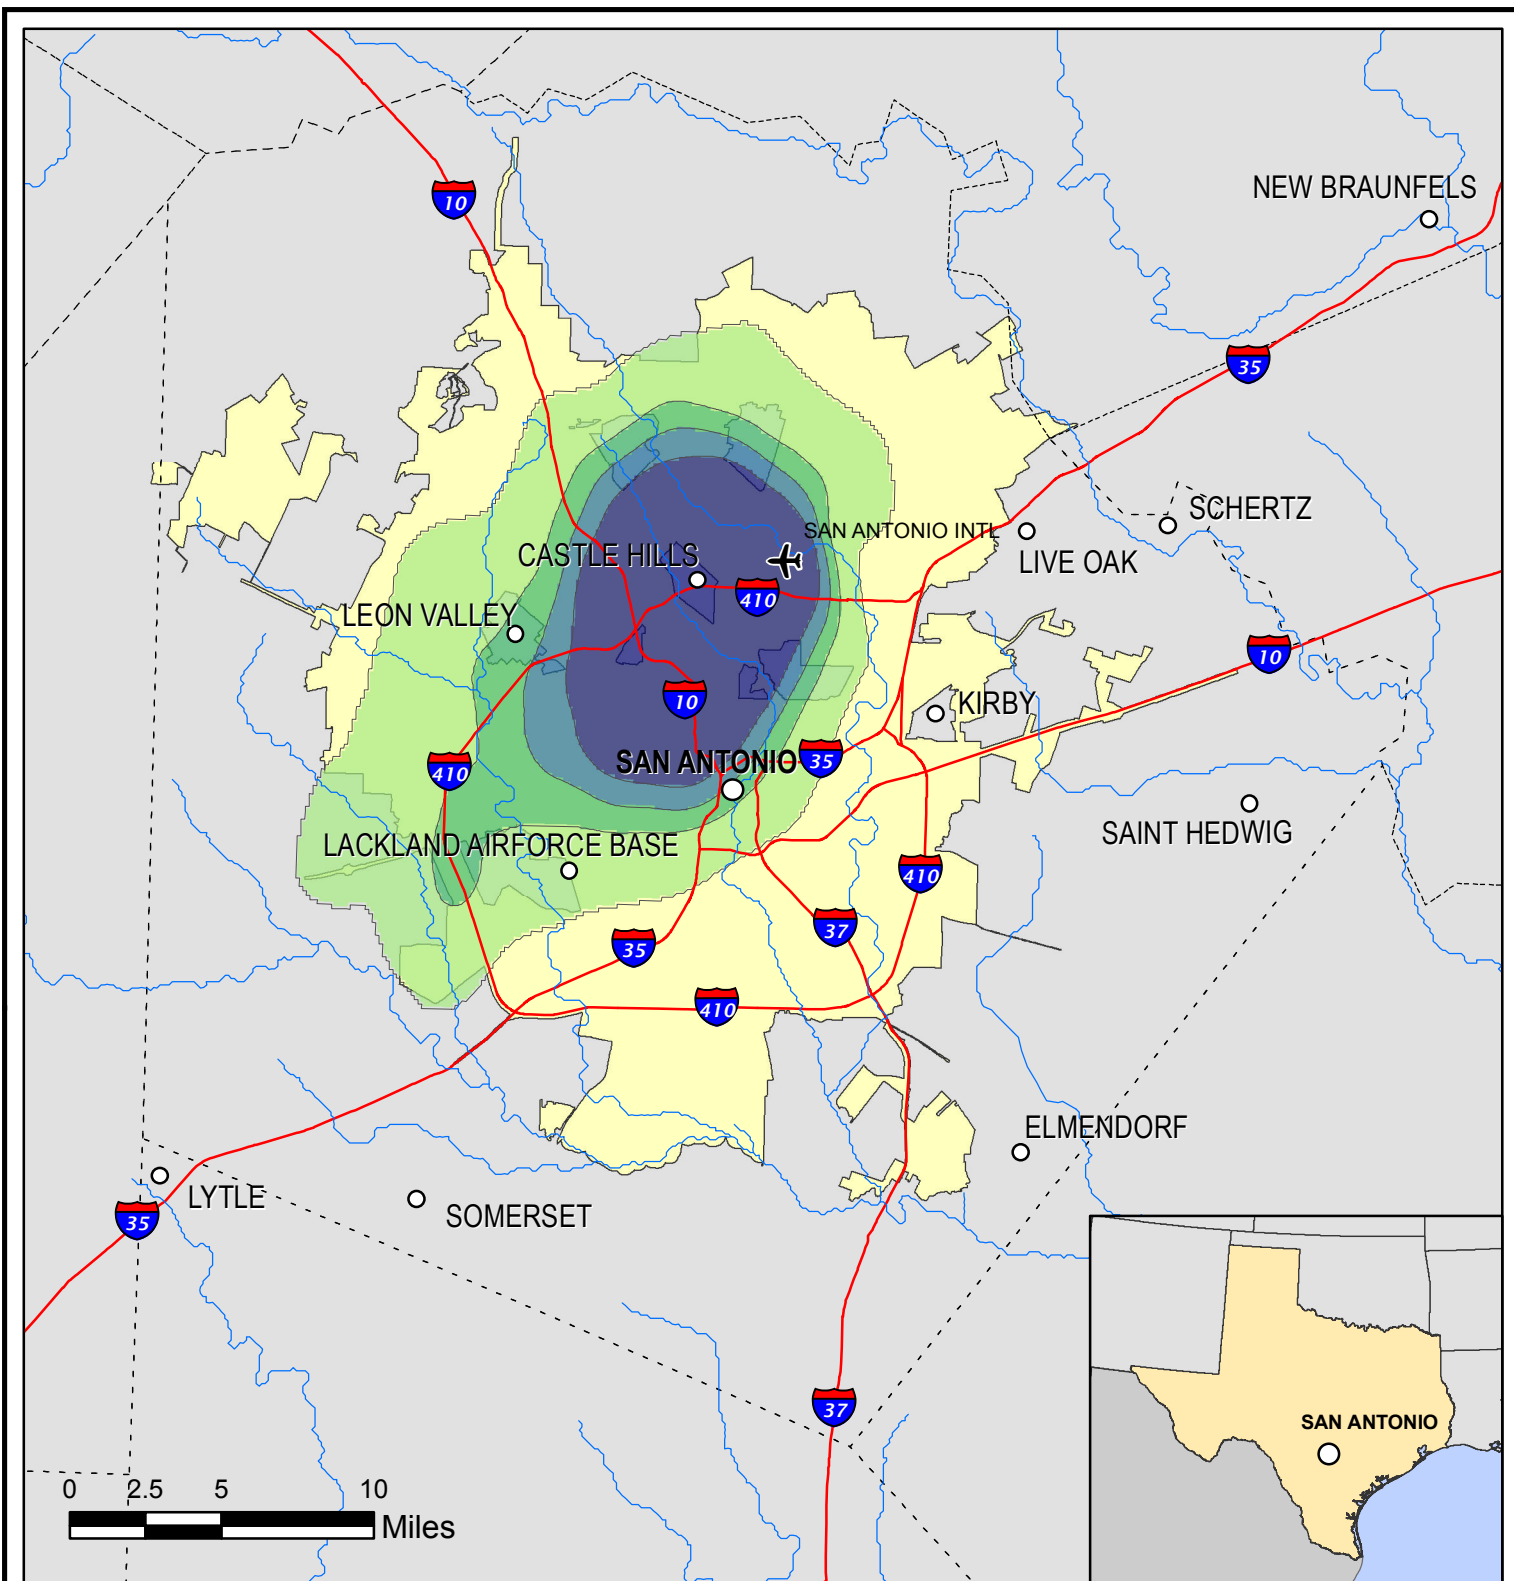 10
NEW BRAUNFELS
35
SAN ANTONIO INTL
SCHERTZ
CASTLE HILLS
LIVE OAK
410
LEON VALLEY
10
10
KIRBY
SAN ANTONIO
35
410
SAINT HEDWIG
LACKLAND AIRFORCE BASE
410
37
35
410
ELMENDORF
LYTLE
SOMERSET
35
37
SAN ANTONIO
0 2.5 5 10
Miles